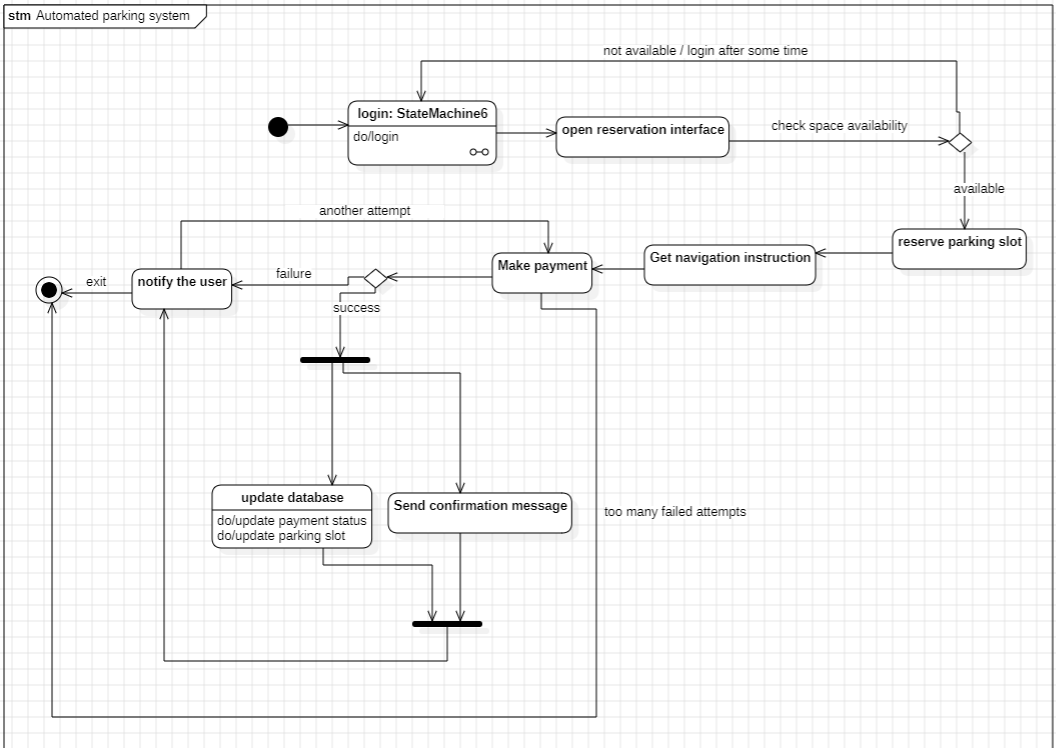 stm Automated parking system
not available / login after some time
login: StateMachine6
do/login
open reservation interface
check space availability
available
reserve parking slot
another attempt
Get navigation instruction
Make payment
failure
notify the user
exit
success
update database
do/update payment status
do/update parking slot
Send confirmation message
too many failed attempts